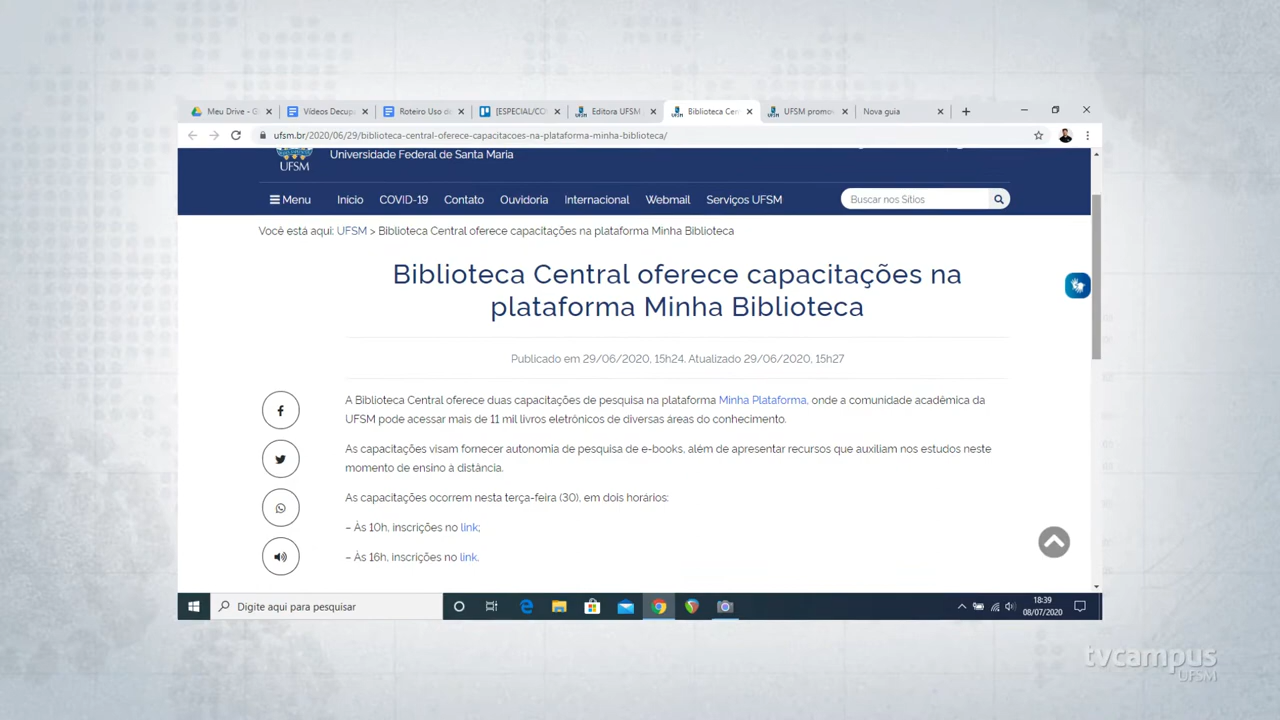 Meu Drive - G
Vídeos Decup
Roteiro Uso d
[ESPECIAL/CO
Editora UFSM
Biblioteca Cen
UFSM promo
Nova guia
ufsm.br/2020/06/29/biblioteca-central-oferece-capacitacoes-na-plataforma-minha-biblioteca/
UFSM
Universidade Federal de Santa Maria
Menu
Início
COVID-19
Contato
Ouvidoria
Internacional
Webmail
Serviços UFSM
Buscar nos Sítios
Você está aqui: UFSM > Biblioteca Central oferece capacitações na plataforma Minha Biblioteca
Biblioteca Central oferece capacitações na
plataforma Minha Biblioteca
Publicado em 29/06/2020, 15h24. Atualizado 29/06/2020, 15h27
A Biblioteca Central oferece duas capacitações de pesquisa na plataforma Minha Plataforma, onde a comunidade acadêmica da
UFSM pode acessar mais de 11 mil livros eletrônicos de diversas áreas do conhecimento.
As capacitações visam fornecer autonomia de pesquisa de e-books, além de apresentar recursos que auxiliam nos estudos neste
momento de ensino à distância.
As capacitações ocorrem nesta terça-feira (30), em dois horários:
– Às 10h, inscrições no link;
– Às 16h, inscrições no link.
Digite aqui para pesquisar
18:39
08/07/2020
tvcampus
UFSM